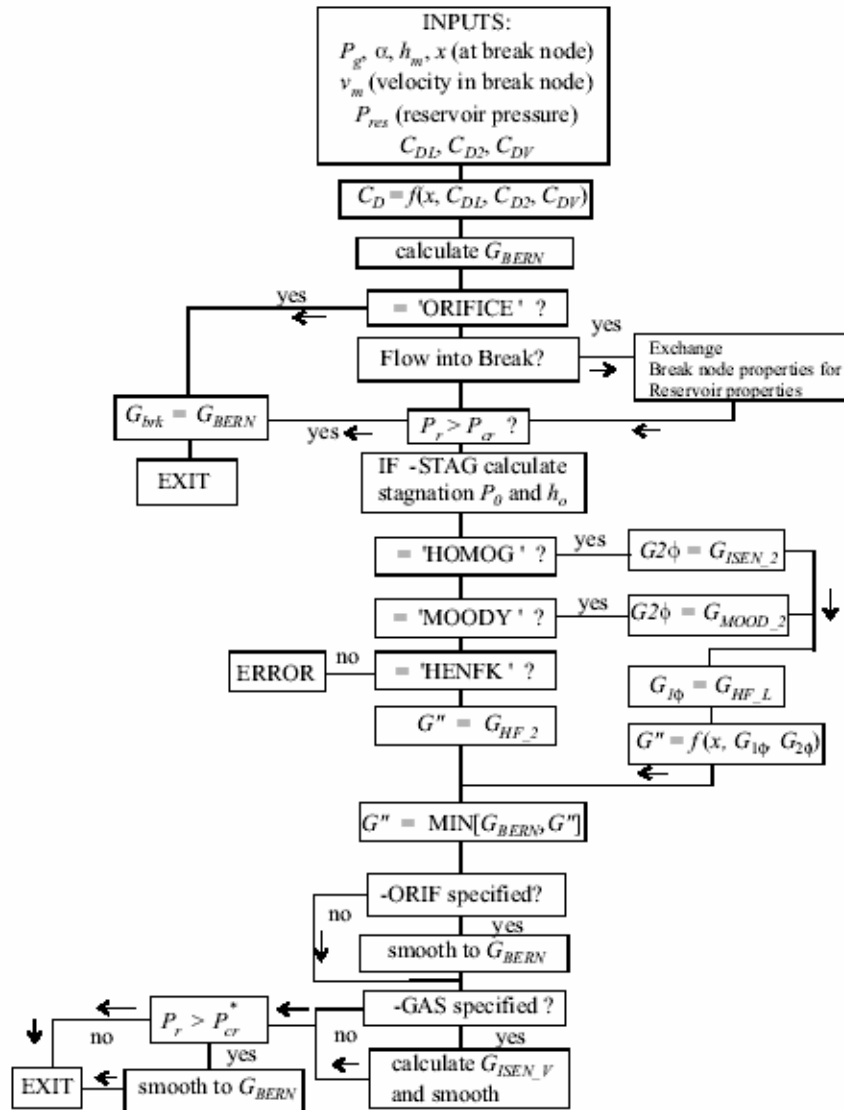 INPUTS:
P_g, α, h_m, x (at break node)
v_m (velocity in break node)
P_res (reservoir pressure)
C_DL, C_D2, C_DV
C_D = f(x, C_DL, C_D2, C_DV)
calculate G_BERN
yes
= 'ORIFICE' ?
Flow into Break?
yes
Exchange
Break node properties for
Reservoir properties
G_brk = G_BERN
yes
P_r > P_cr ?
EXIT
IF -STAG calculate
stagnation P_0 and h_o
= 'HOMOG' ?
yes
G2ϕ = G_ISEN_2
= 'MOODY' ?
yes
G2ϕ = G_MOOD_2
ERROR
no
= 'HENFK' ?
G_1ϕ = G_HF_L
G" = G_HF_2
G" = f(x, G_1ϕ, G_2ϕ)
G" = MIN[G_BERN, G"]
-ORIF specified?
no
yes
smooth to G_BERN
-GAS specified ?
P_r > P_cr^*
no
no
yes
yes
calculate G_ISEN_V
and smooth
EXIT
smooth to G_BERN